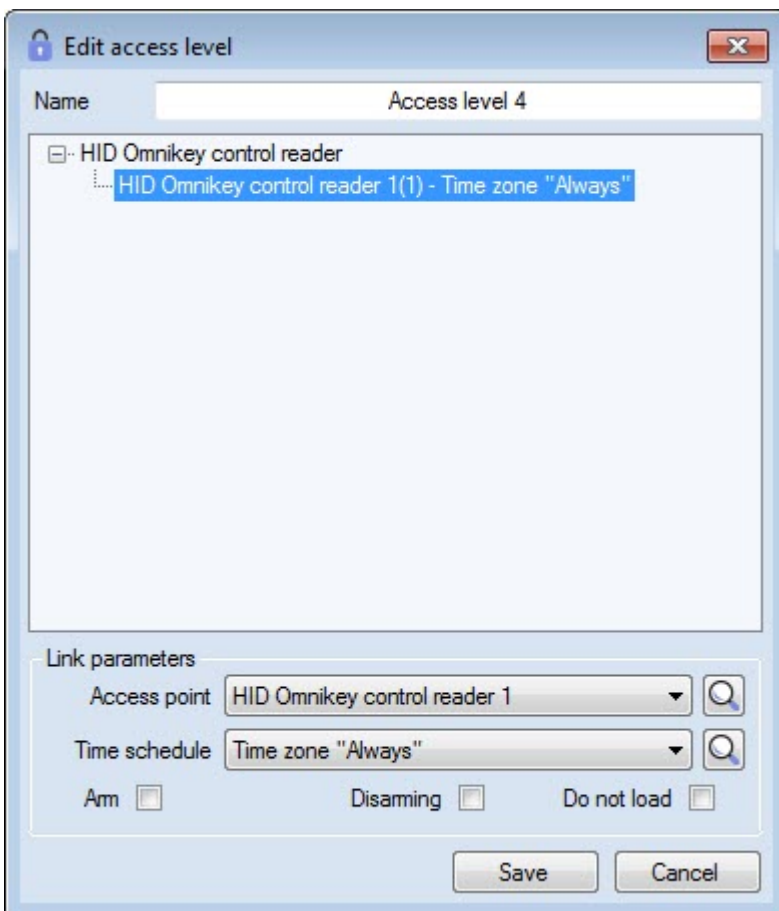 Edit access level
Name Access level 4
HID Omnikey control reader
HID Omnikey control reader 1(1) - Time zone "Always"
Link parameters
Access point HID Omnikey control reader 1
Time schedule Time zone "Always"
Arm Disarming Do not load
Save Cancel